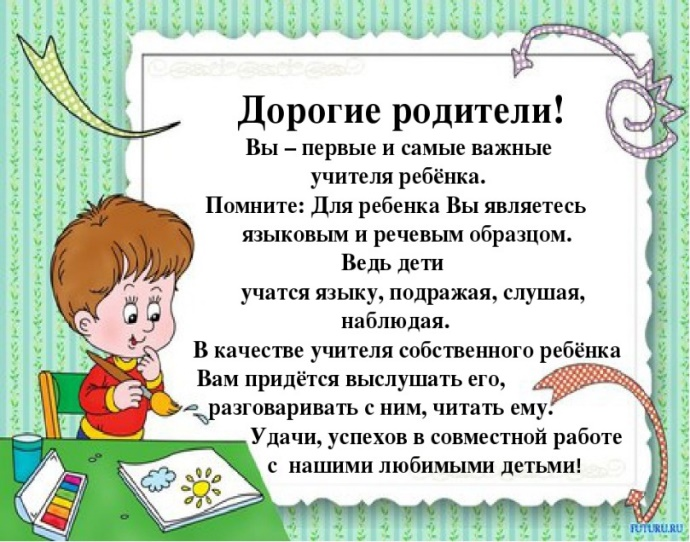 Дорогие родители!
Вы – первые и самые важные
учителя ребёнка.
Помните: Для ребенка Вы являетесь
языковым и речевым образцом.
Ведь дети
учатся языку, подражая, слушая,
наблюдая.
В качестве учителя собственного ребёнка
Вам придётся выслушать его,
разговаривать с ним, читать ему.
Удачи, успехов в совместной работе
с нашими любимыми детьми!
FUTURU.RU